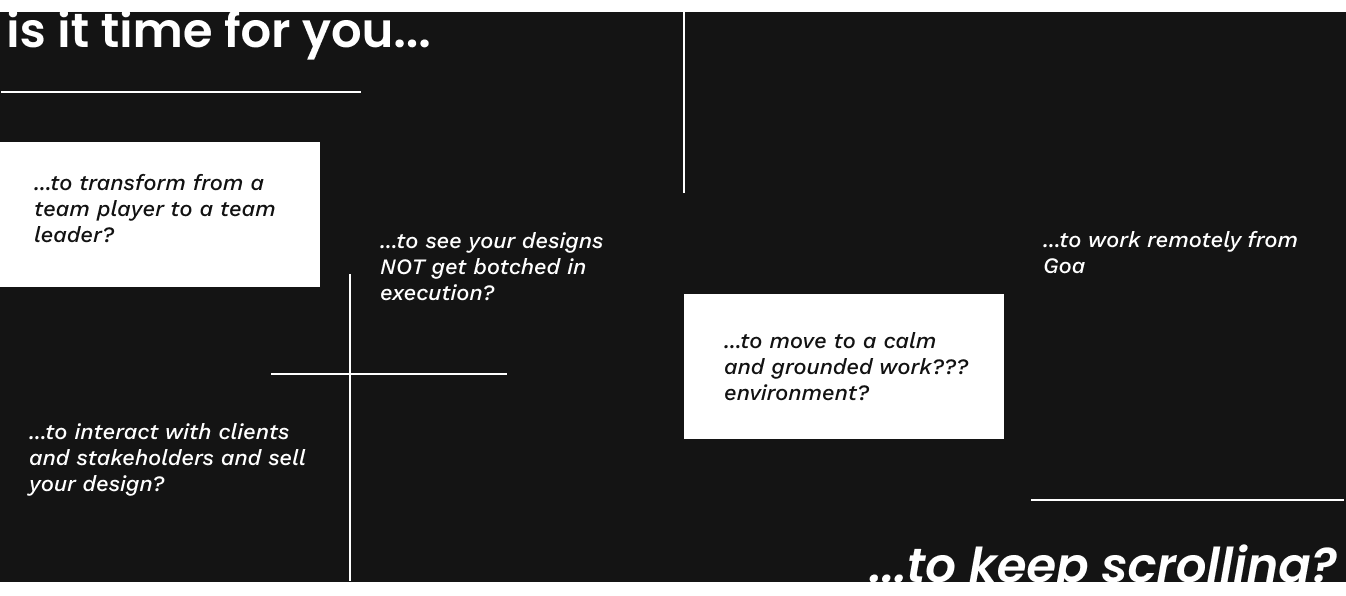 is it time for you...
...to transform from a
team player to a team
leader?
...to see your designs
NOT get botched in
execution?
...to interact with clients
and stakeholders and sell
your design?
...to move to a calm
and grounded work???
environment?
...to work remotely from
Goa
...to keep scrolling?